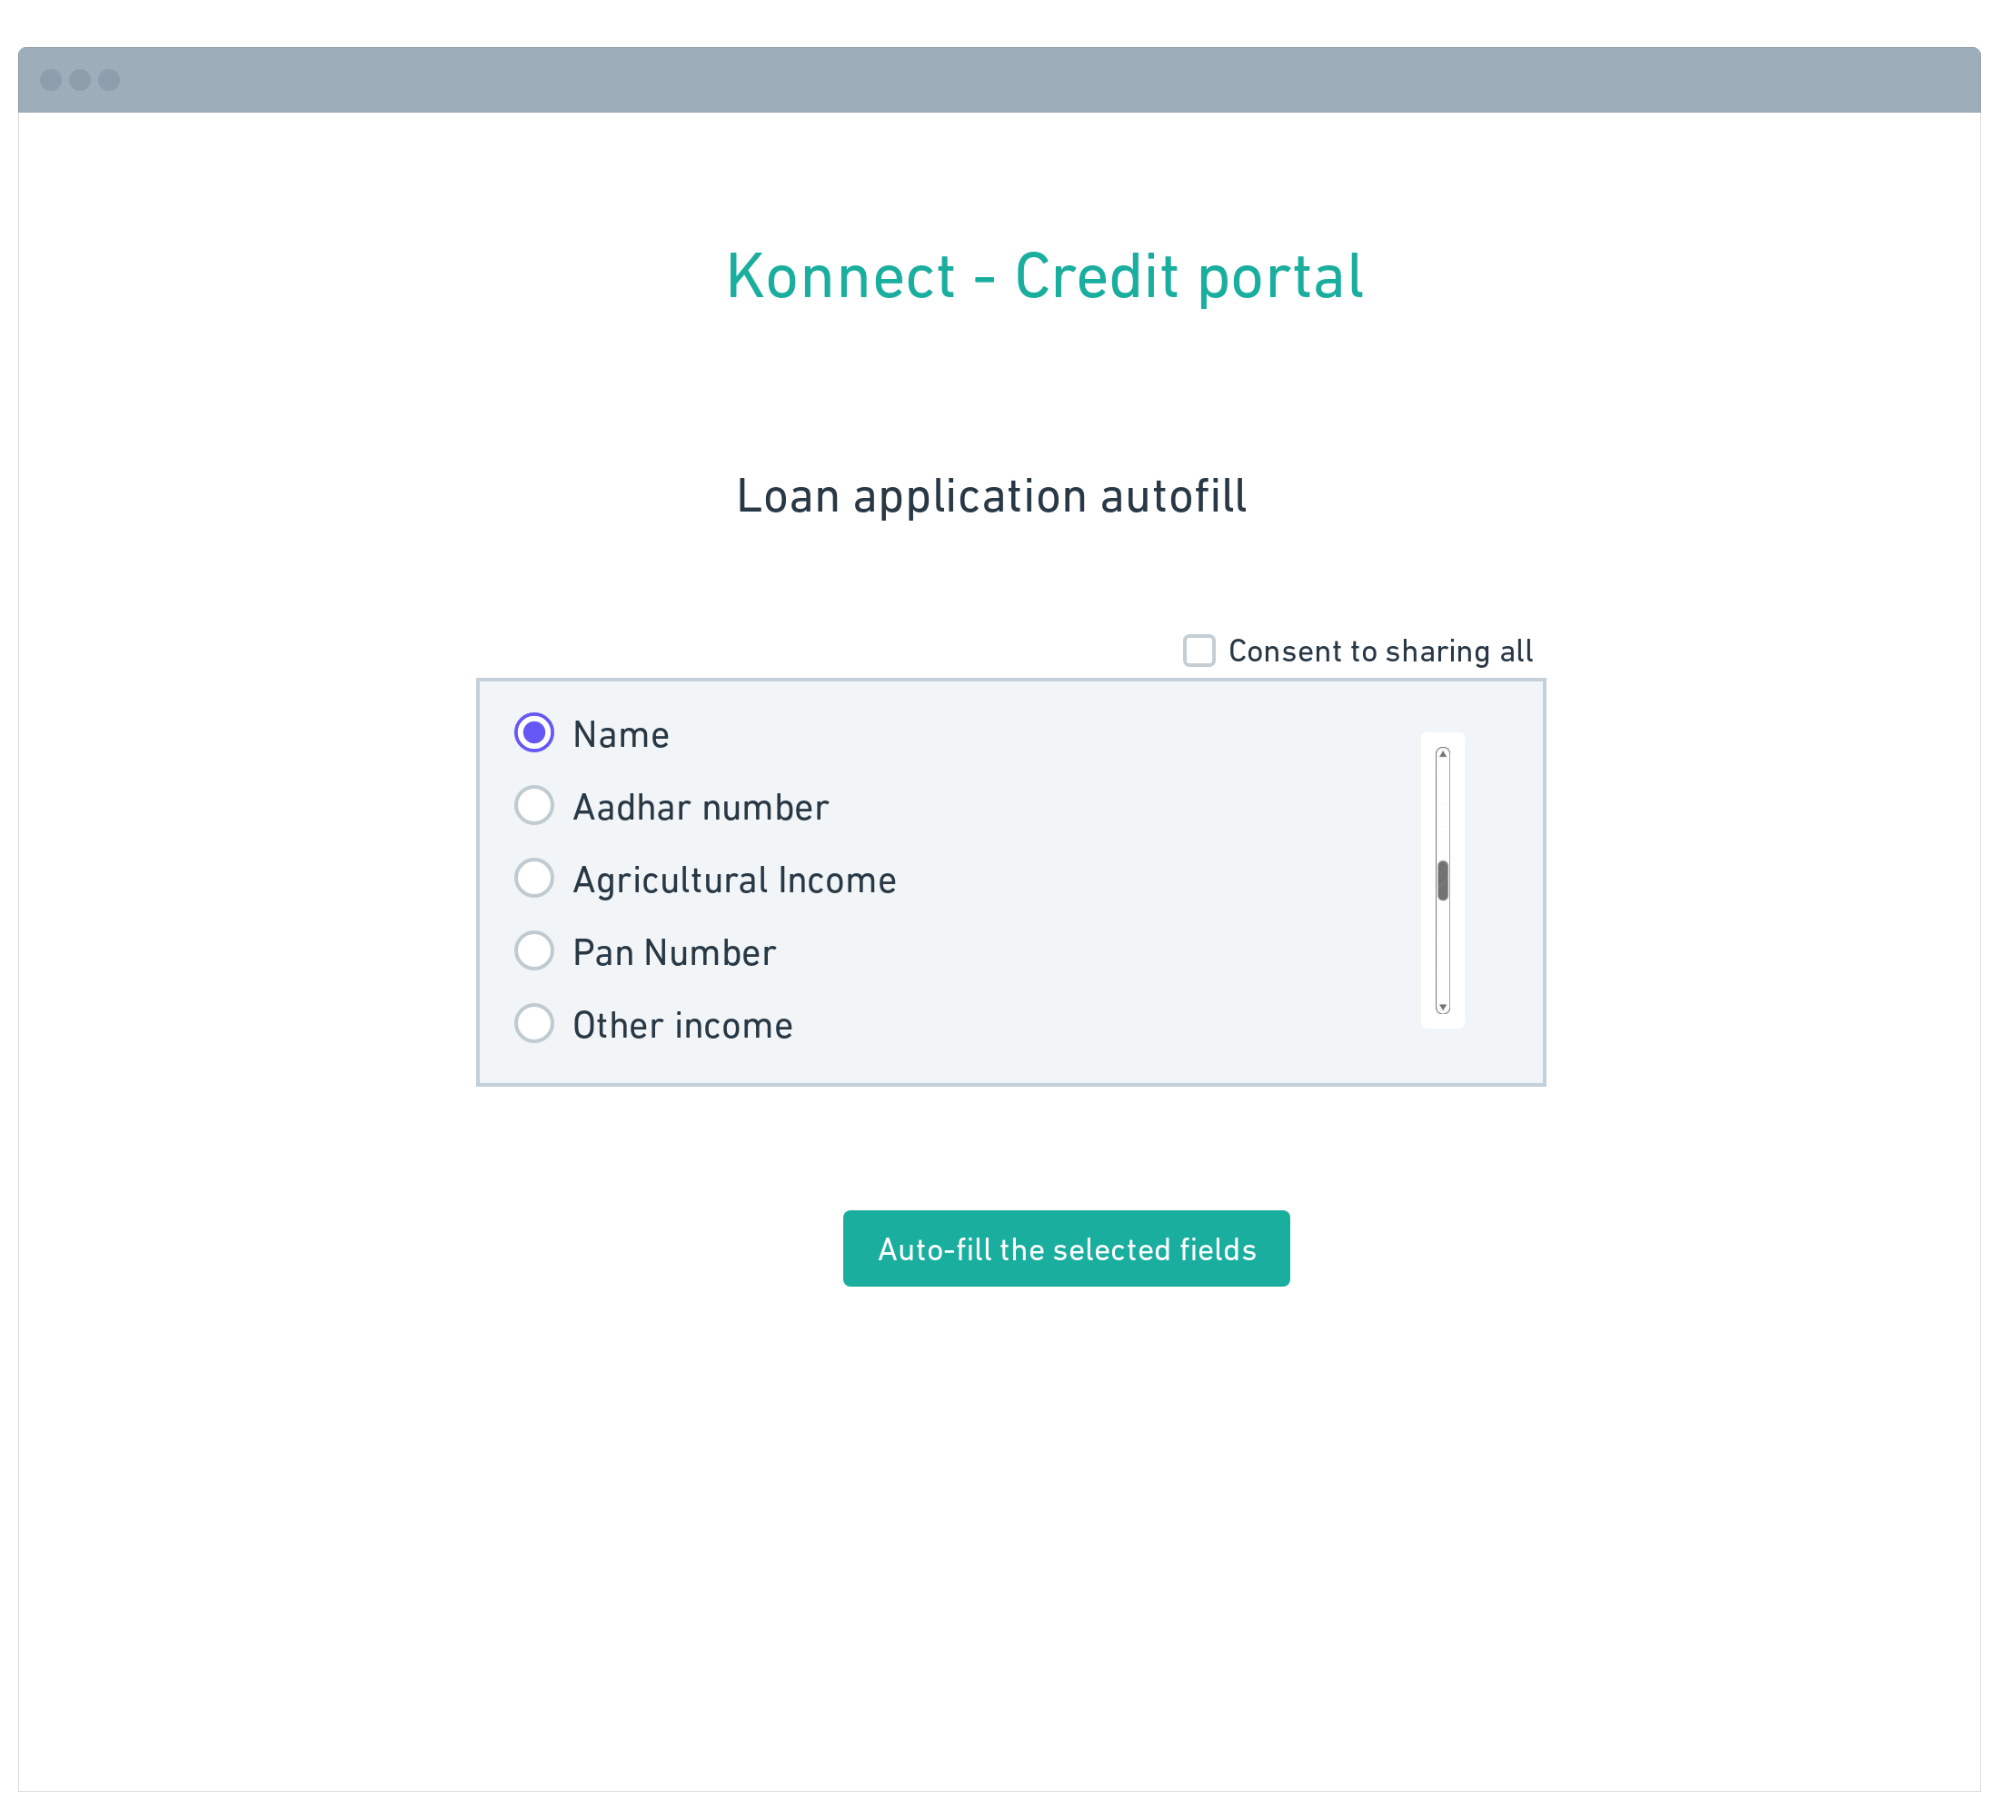 Konnect - Credit portal
Loan application autofill
Consent to sharing all
Name
Aadhar number
Agricultural Income
Pan Number
Other income
Auto-fill the selected fields